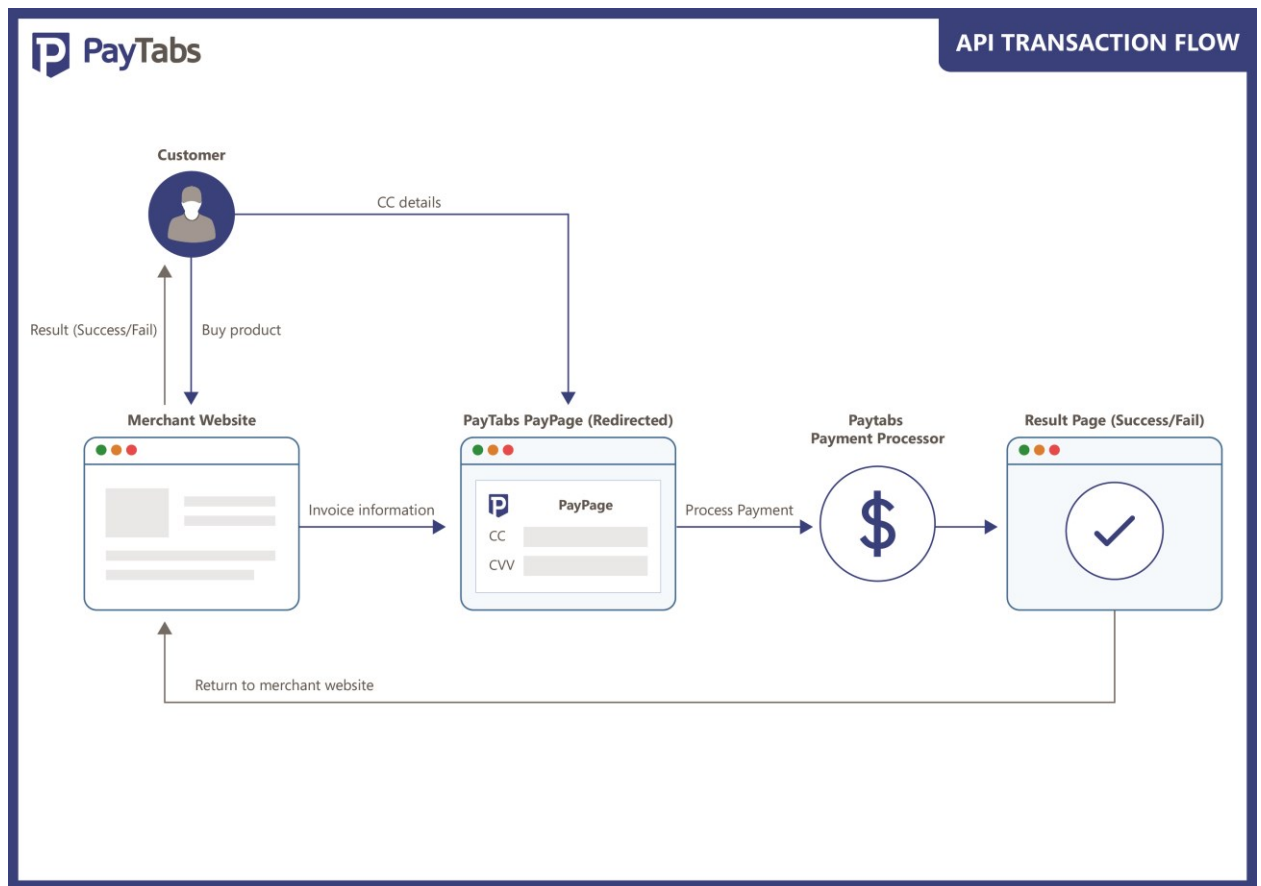 PayTabs
API TRANSACTION FLOW
Customer
CC details
Result (Success/Fail)
Buy product
Merchant Website
PayTabs PayPage (Redirected)
Paytabs
Payment Processor
Result Page (Success/Fail)
Invoice information
PayPage
CC
CVV
Process Payment
$
Return to merchant website